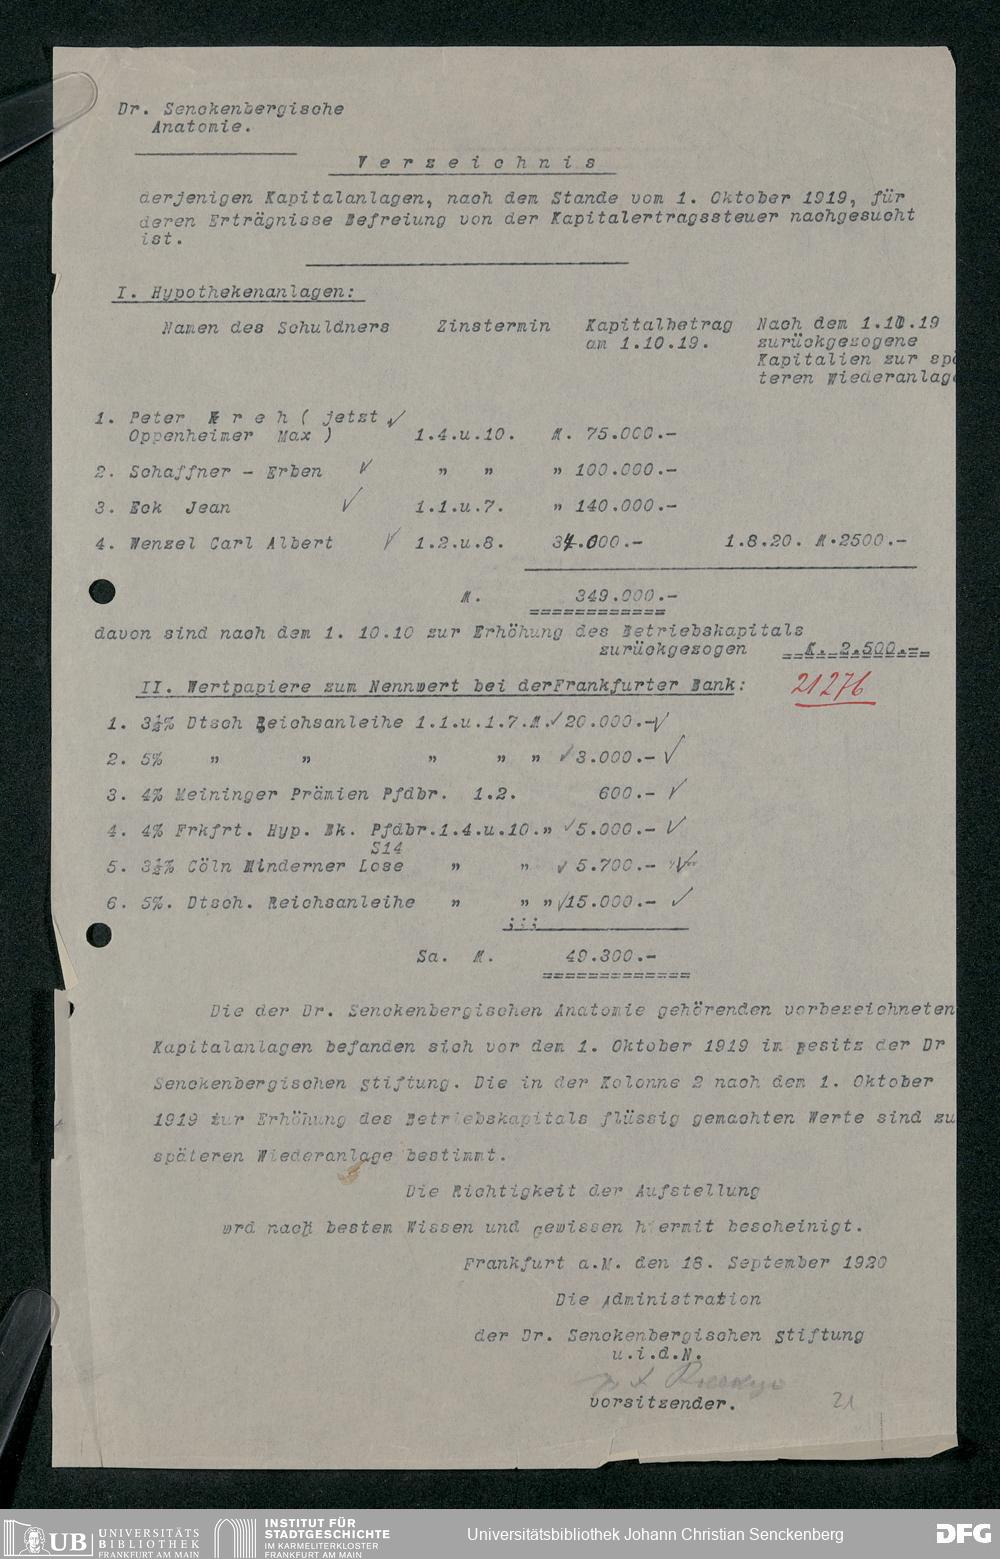 Dr. Senckenbergische
Anatomie.
V e r z e i c h n i s
derjenigen Kapitalanlagen, nach dem Stande vom 1. Oktober 1919, für
deren Erträgnisse Befreiung von der Kapitalertragssteuer nachgesucht
ist.
I. Hypothekenanlagen:
Namen des Schuldners Zinstermin Kapitalbetrag Nach dem 1.10.19
am 1.10.19. zurückgezogene
Kapitalien zur spä
teren Wiederanlage
1. Peter K r e h ( jetzt ✓
Oppenheimer Max ) 1.4.u.10. M. 75.000.-
2. Schaffner - Erben ✓ " " " 100.000.-
3. Eck Jean ✓ 1.1.u.7. " 140.000.-
4. Wenzel Carl Albert ✓ 1.2.u.8. 34.000.- 1.8.20. M.2500.-
M. 349.000.-
davon sind nach dem 1. 10.10 zur Erhöhung des Betriebskapitals
zurückgezogen M. 2.500.-
II. Wertpapiere zum Nennwert bei derFrankfurter Bank:
21276
1. 3½% Dtsch Reichsanleihe 1.1.u.1.7.M.✓20.000.-✓
2. 5% " " " " " ✓3.000.- ✓
3. 4% Meininger Prämien Pfdbr. 1.2. 600.- ✓
4. 4% Frkfrt. Hyp. Bk. Pfdbr.1.4.u.10." ✓5.000.- ✓
S14
5. 3½% Cöln Minderner Lose " " ✓ 5.700.- ✓
6. 5%. Dtsch. Reichsanleihe " " " ✓15.000.- ✓
;;;
Sa. M. 49.300.-
Die der Dr. Senckenbergischen Anatomie gehörenden vorbezeichneten
Kapitalanlagen befanden sich vor dem 1. Oktober 1919 im Besitz der Dr
Senckenbergischen Stiftung. Die in der Kolonne 2 nach dem 1. Oktober
1919 zur Erhöhung des Betriebskapitals flüssig gemachten Werte sind zu
späteren Wiederanlage bestimmt.
Die Richtigkeit der Aufstellung
wrd nach bestem Wissen und Gewissen hiermit bescheinigt.
Frankfurt a.M. den 18. September 1920
Die Administration
der Dr. Senckenbergischen Stiftung
u.i.d.N.
vorsitzender.
21
UB UNIVERSITÄTS
BIBLIOTHEK
FRANKFURT AM MAIN
INSTITUT FÜR
STADTGESCHICHTE
IM KARMELITERKLOSTER
FRANKFURT AM MAIN
Universitätsbibliothek Johann Christian Senckenberg
DFG